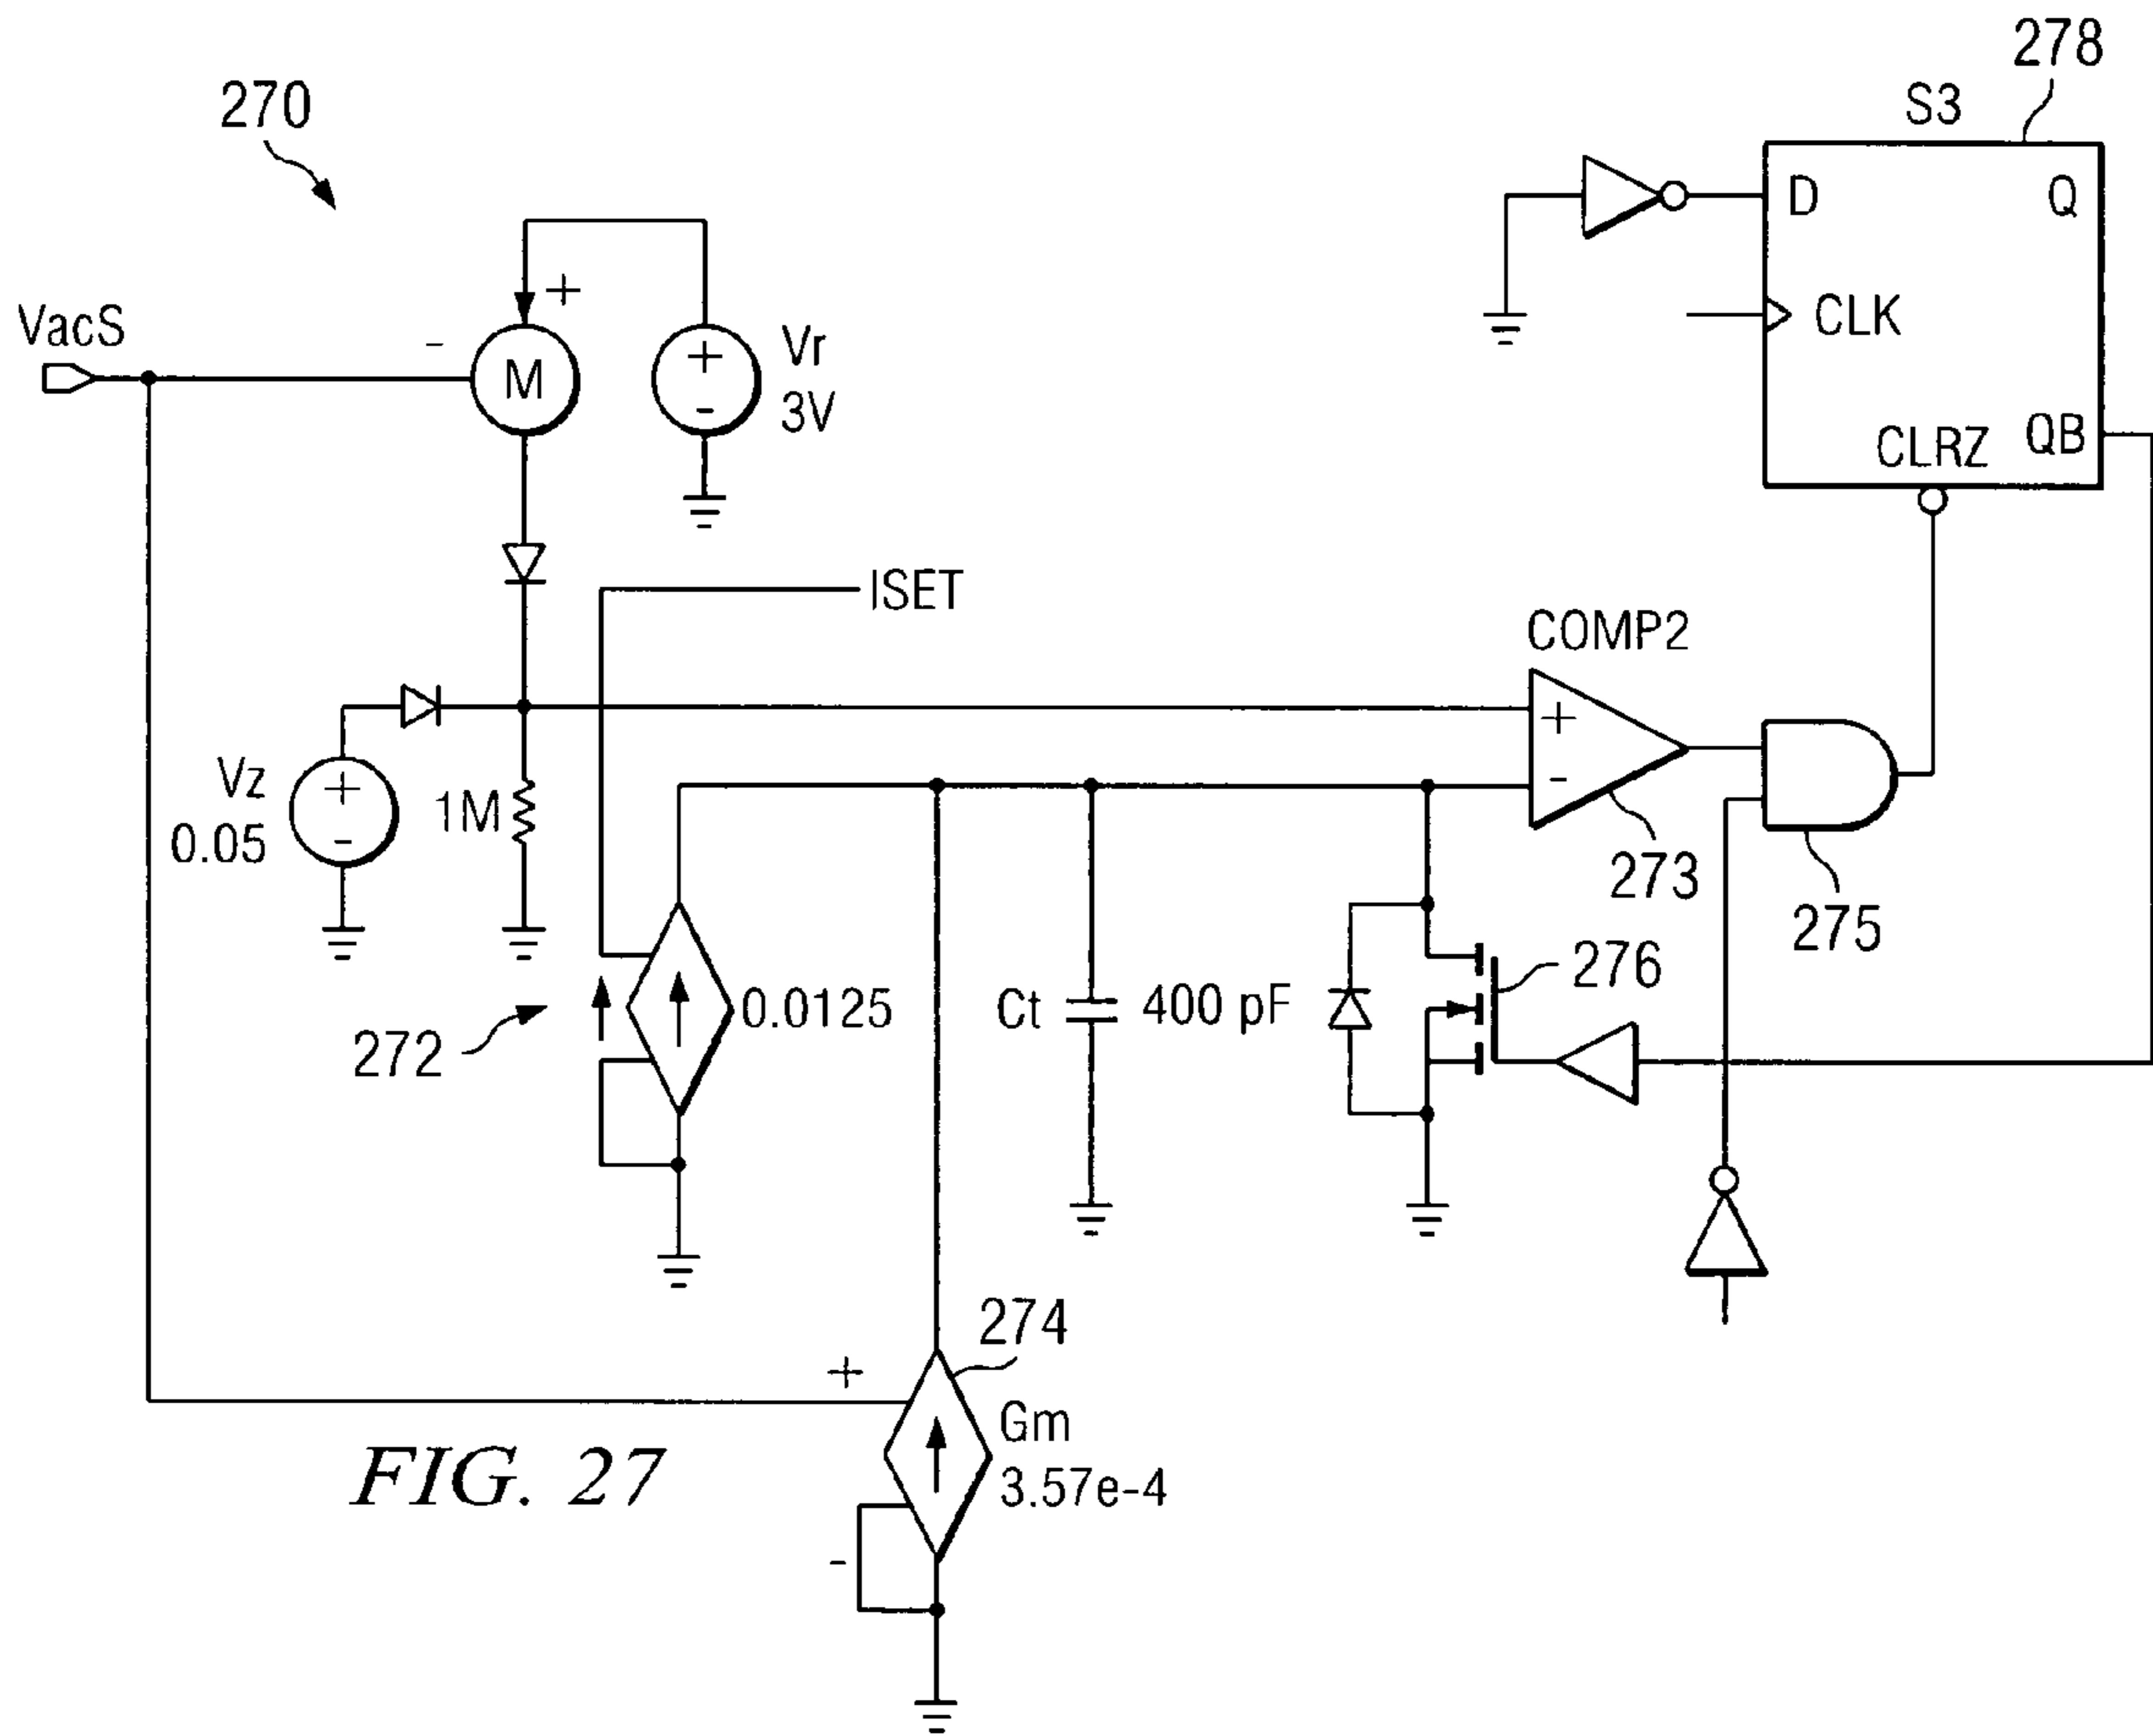 278
S3
270
D
Q
+
VacS
-
M
+
-
Vr
3V
CLK
CLRZ
QB
ISET
COMP2
+
-
Vz
0.05
+
-
1M
273
275
276
272
0.0125
Ct
400 pF
274
+
Gm
3.57e-4
-
FIG. 27